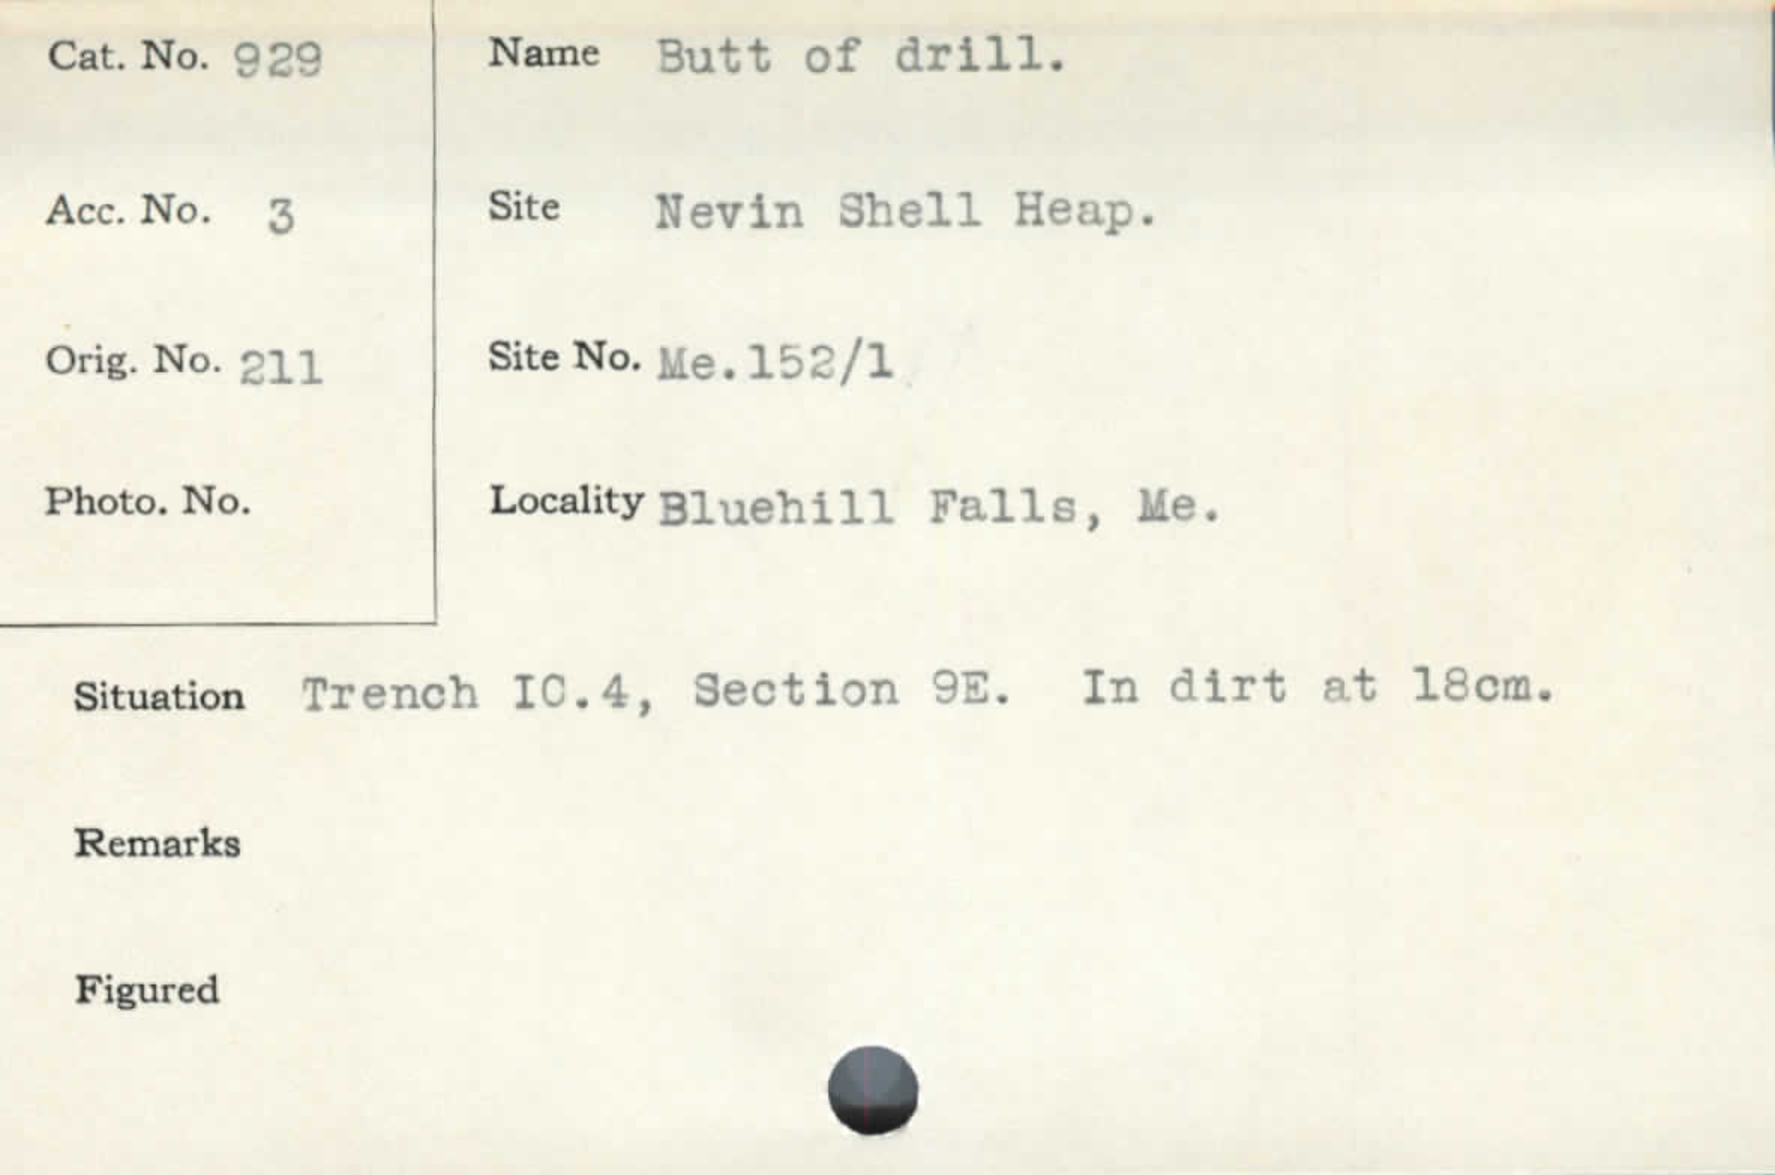 Cat. No. 929
Acc. No. 3
Orig. No. 211
Photo. No.
Name Butt of drill.
Site Nevin Shell Heap.
Site No. Me.152/1
Locality Bluehill Falls, Me.
Situation Trench IC.4, Section 9E. In dirt at 18cm.
Remarks
Figured